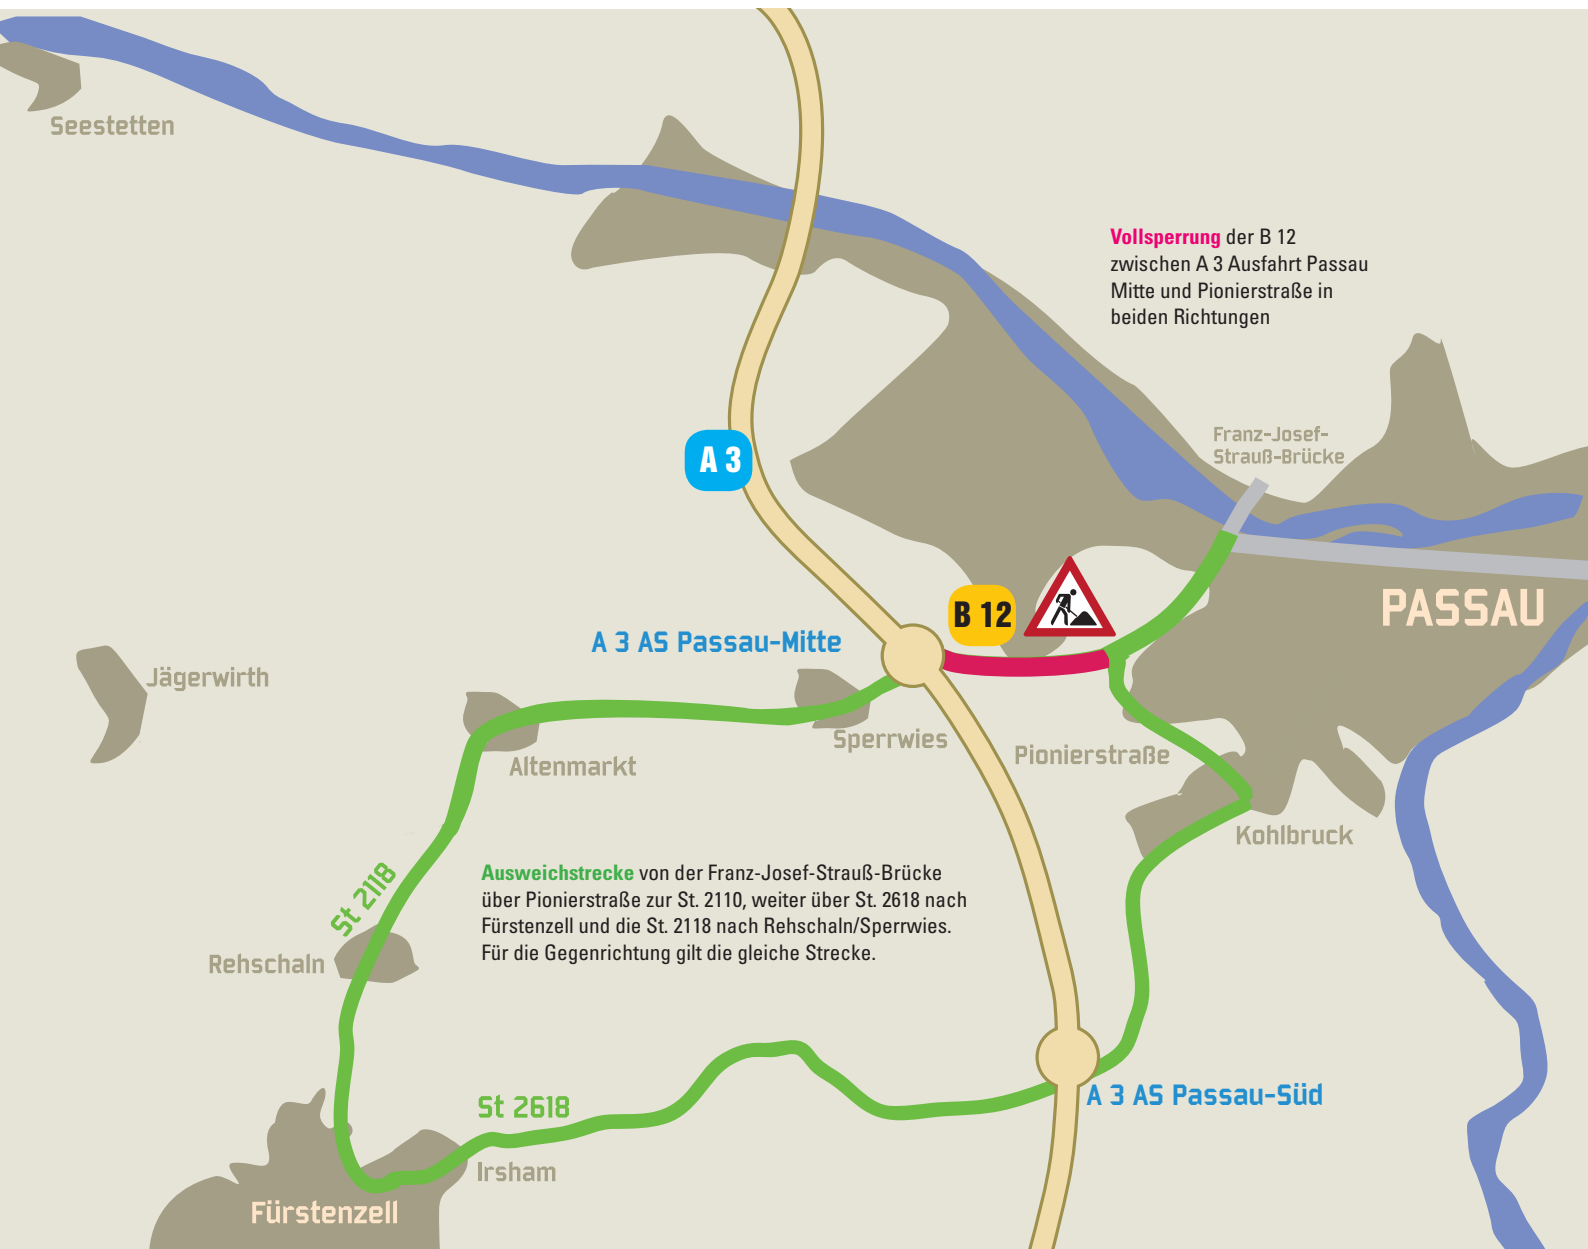 Seestetten
Vollsperrung der B 12
zwischen A 3 Ausfahrt Passau
Mitte und Pionierstraße in
beiden Richtungen
Franz-Josef-
Strauß-Brücke
A 3
B 12
PASSAU
A 3 AS Passau-Mitte
Jägerwirth
Sperrwies
Pionierstraße
Altenmarkt
Kohlbruck
St 2118
Ausweichstrecke von der Franz-Josef-Strauß-Brücke
über Pionierstraße zur St. 2110, weiter über St. 2618 nach
Fürstenzell und die St. 2118 nach Rehschaln/Sperrwies.
Für die Gegenrichtung gilt die gleiche Strecke.
Rehschaln
A 3 AS Passau-Süd
St 2618
Irsham
Fürstenzell